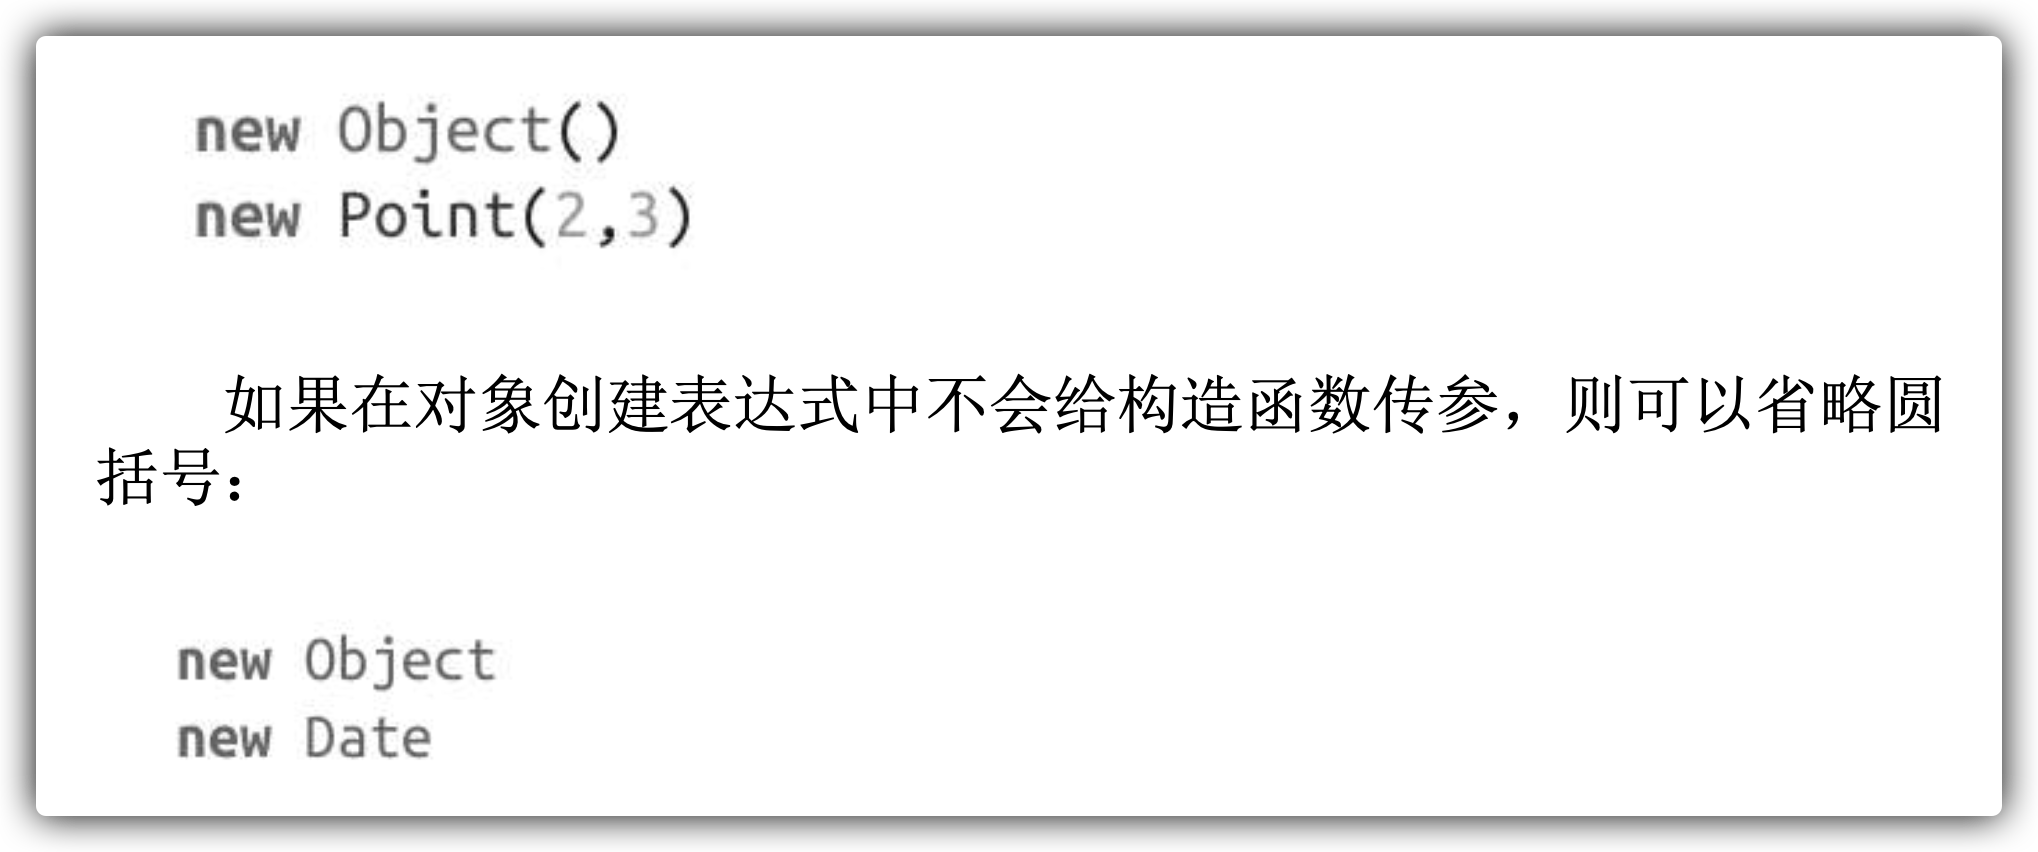 new Object()
new Point(2,3)
如果在对象创建表达式中不会给构造函数传参，则可以省略圆
括号：
new Object
new Date